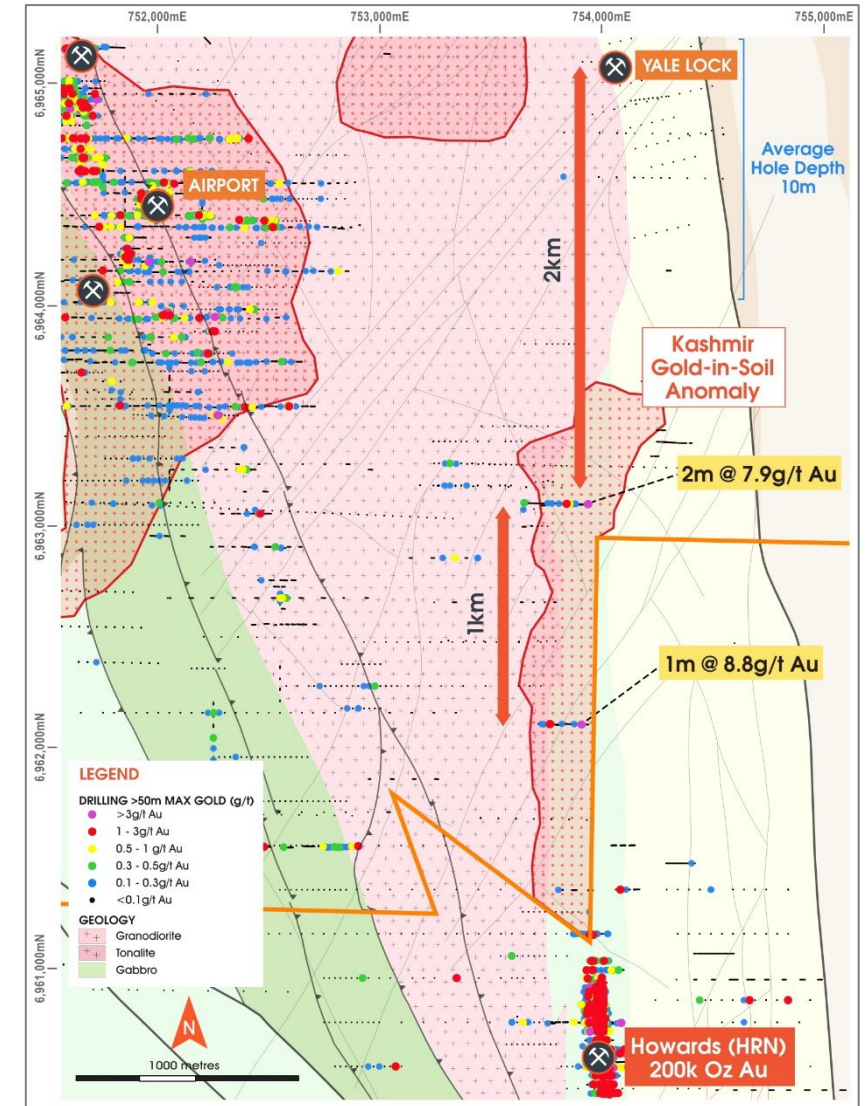 752,000mE
753,000mE
754,000mE
755,000mE
6,965,000mN
6,964,000mN
6,963,000mN
6,962,000mN
6,961,000mN
YALE LOCK
AIRPORT
Average
Hole Depth
10m
2km
Kashmir
Gold-in-Soil
Anomaly
2m @ 7.9g/t Au
1km
1m @ 8.8g/t Au
LEGEND
DRILLING >50m MAX GOLD (g/t)
>3g/t Au
1 - 3g/t Au
0.5 - 1 g/t Au
0.3 - 0.5g/t Au
0.1 - 0.3g/t Au
<0.1g/t Au
GEOLOGY
Granodiorite
Tonalite
Gabbro
N
1000 metres
Howards (HRN)
200k Oz Au